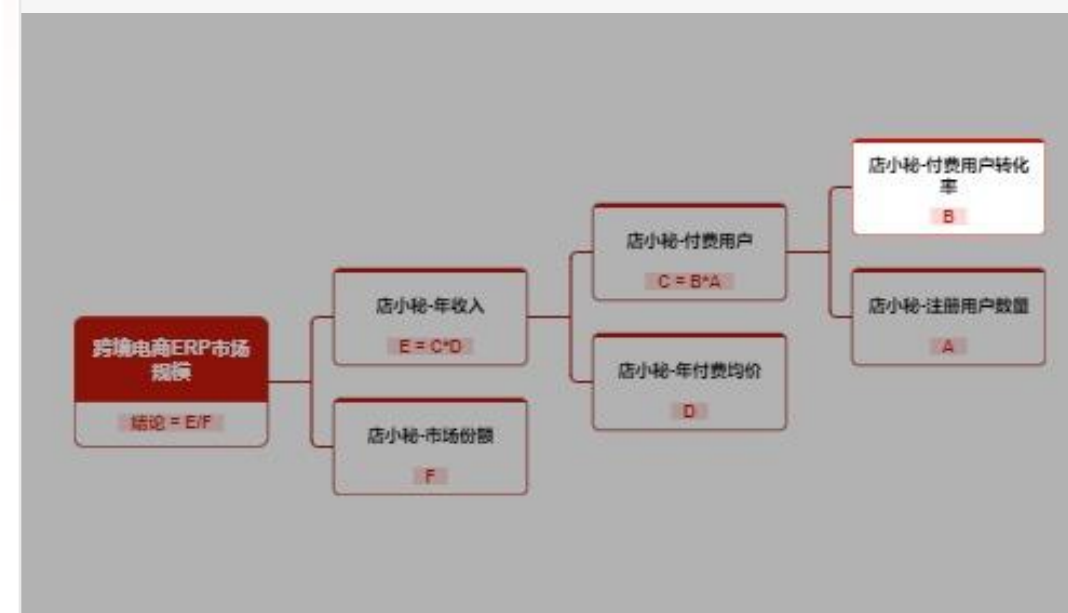 店小秘-付费用户转化
率
B
店小秘-付费用户
C = B*A
店小秘-年收入
E = C*D
店小秘-注册用户数量
A
跨境电商ERP市场
规模
结论 = E/F
店小秘-年付费均价
D
店小秘-市场份额
F